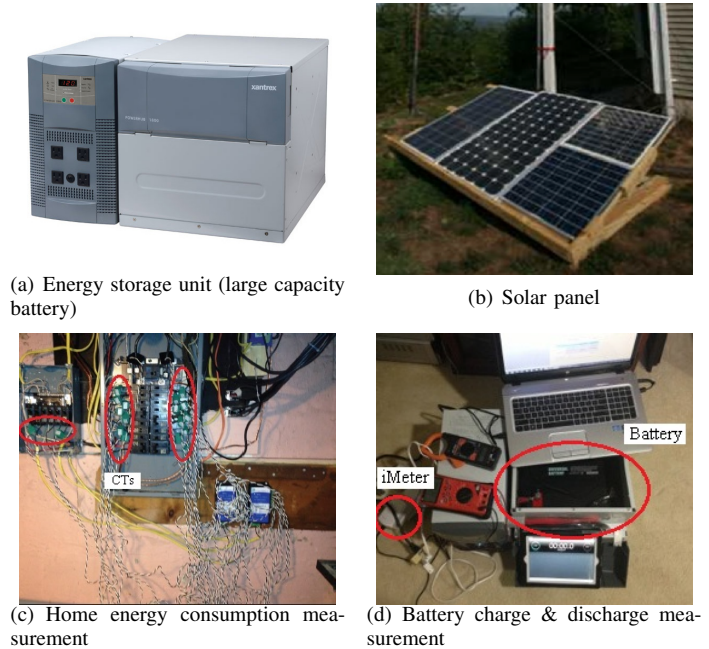 xantrex
(a) Energy storage unit (large capacity
battery)
(b) Solar panel
CTs
(c) Home energy consumption mea-
surement
Battery
iMeter
(d) Battery charge & discharge mea-
surement